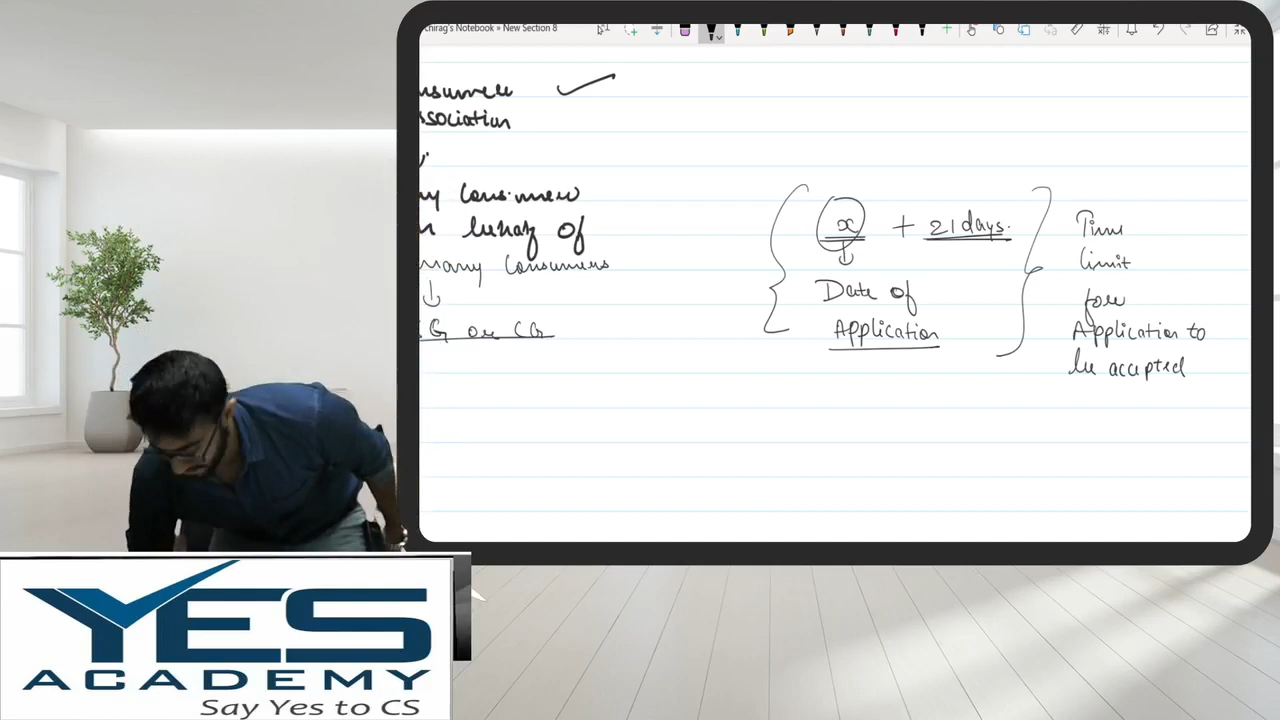 chirag's Notebook » New Section 8
nsumer
ssociation
ny Consumer
n behalf of
many Consumers
G or CG
x + 21 days.
Date of
Application
Time
limit
for
Application to
be accepted
YES
ACADEMY
Say Yes to CS